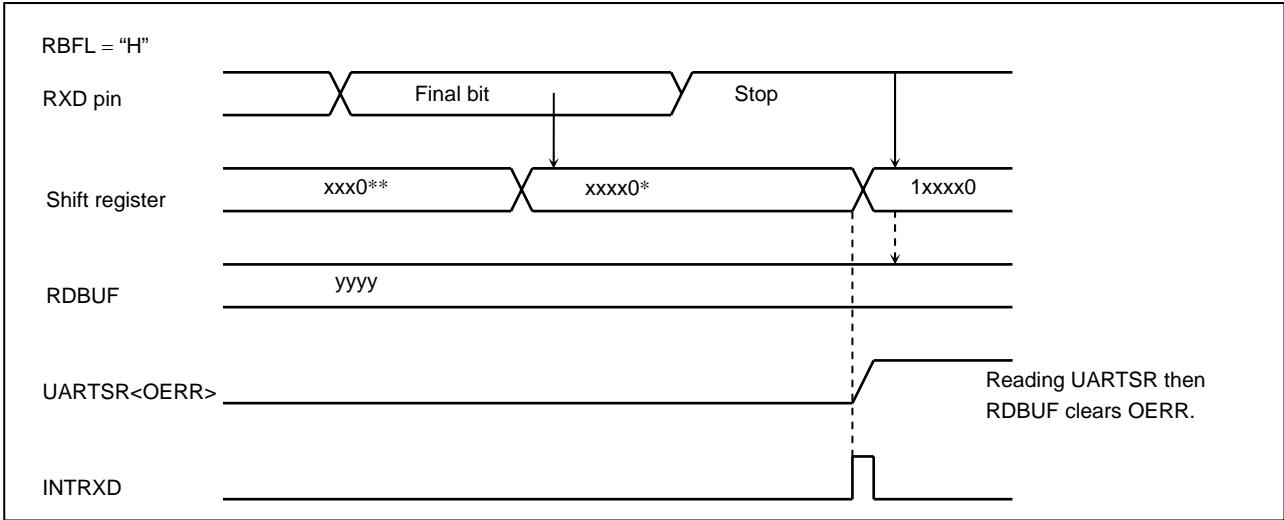 RBFL = “H”
RXD pin
Final bit
Stop
Shift register
xxx0**
xxxx0*
1xxxx0
RDBUF
yyyy
UARTSR<OERR>
Reading UARTSR then
RDBUF clears OERR.
INTRXD